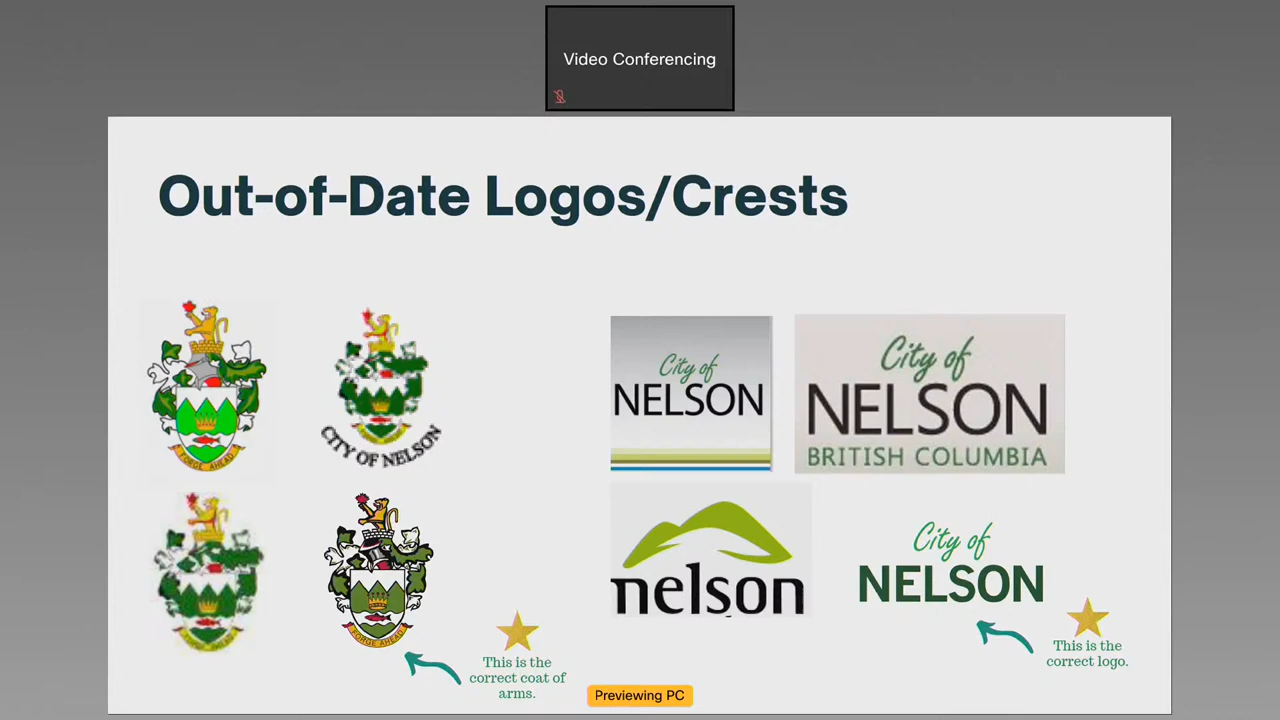 Video Conferencing
Out-of-Date Logos/Crests
FORGE AHEAD
CITY OF NELSON
City of
NELSON
City of
NELSON
BRITISH COLUMBIA
FORGE AHEAD
This is the
correct coat of
arms.
nelson
City of
NELSON
This is the
correct logo.
Previewing PC